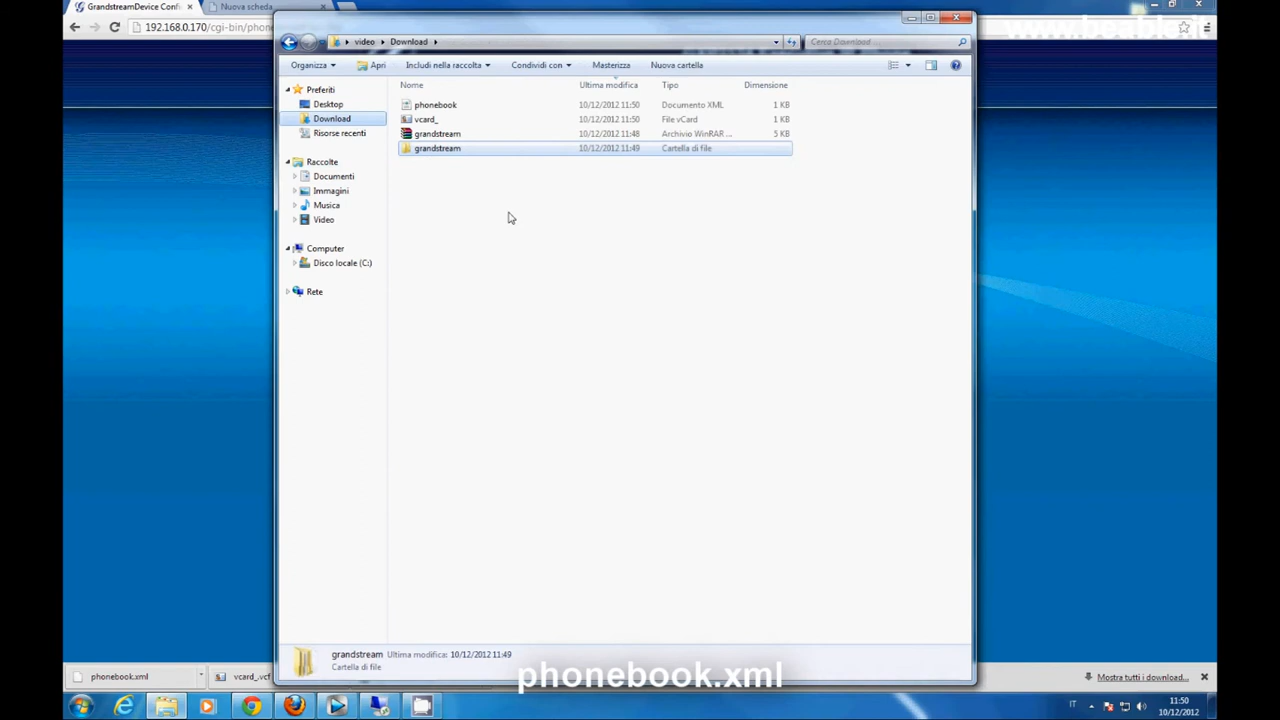 GrandstreamDevice Confi
Nuova scheda
192.168.0.170/cgi-bin/phon
video
Download
Cerca Download ...
Organizza
Apri
Includi nella raccolta
Condividi con
Masterizza
Nuova cartella
Preferiti
Desktop
Download
Risorse recenti
Raccolte
Documenti
Immagini
Musica
Video
Computer
Disco locale (C:)
Rete
Nome Ultima modifica Tipo Dimensione
phonebook 10/12/2012 11:50 Documento XML 1 KB
vcard_ 10/12/2012 11:50 File vCard 1 KB
grandstream 10/12/2012 11:48 Archivio WinRAR ... 5 KB
grandstream 10/12/2012 11:49 Cartella di file
grandstream Ultima modifica: 10/12/2012 11:49
Cartella di file
phonebook.xml
phonebook.xml
vcard_.vcf
Mostra tutti i download...
IT
11:50
10/12/2012